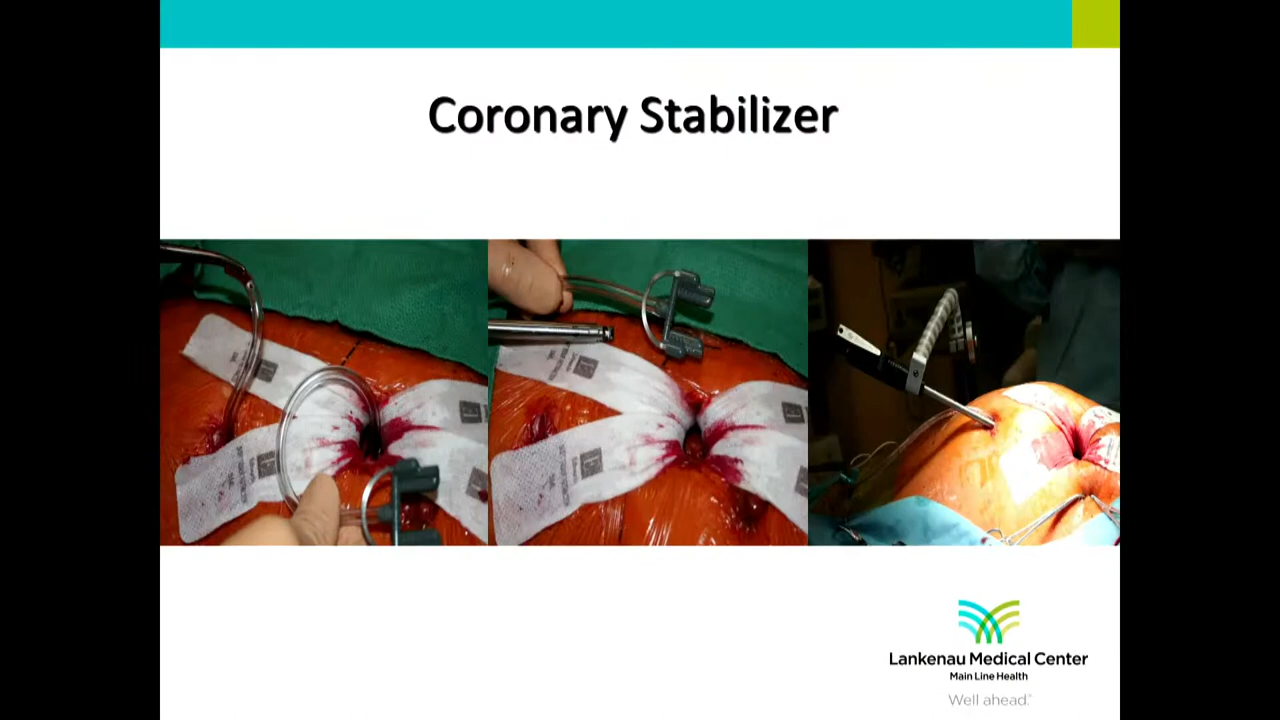 Coronary Stabilizer
Lankenau Medical Center
Main Line Health
Well ahead.